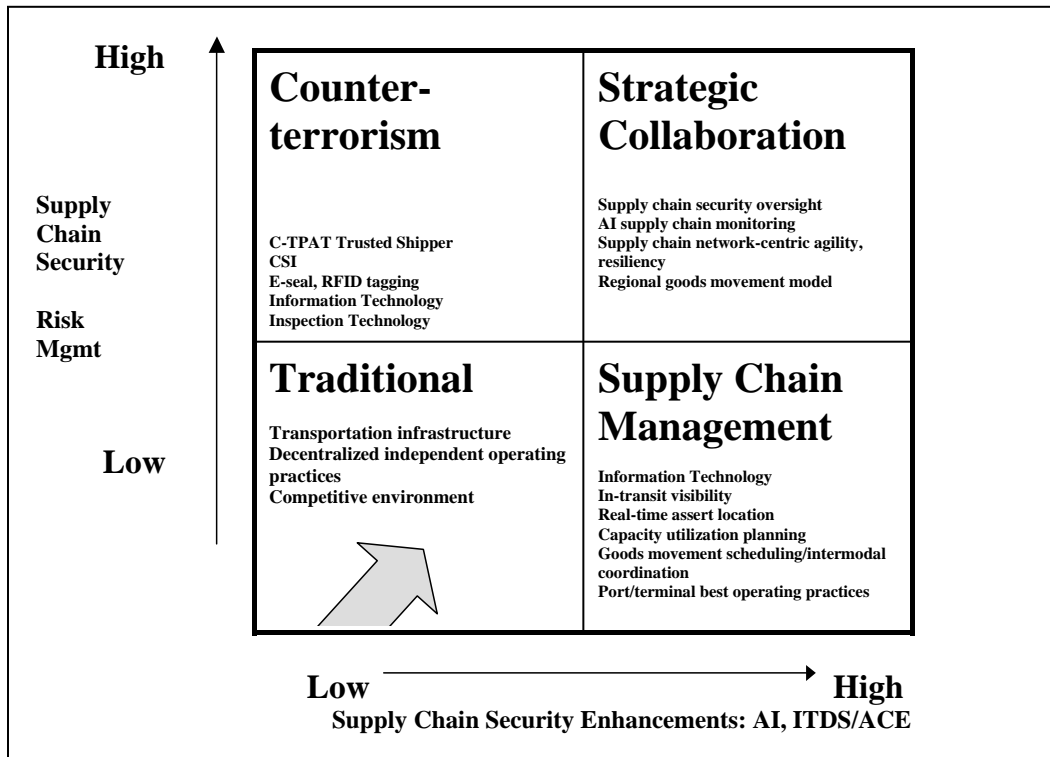 High
Counter-
terrorism
C-TPAT Trusted Shipper
CSI
E-seal, RFID tagging
Information Technology
Inspection Technology
Strategic
Collaboration
Supply chain security oversight
AI supply chain monitoring
Supply chain network-centric agility,
resiliency
Regional goods movement model
Supply
Chain
Security
Risk
Mgmt
Low
Traditional
Transportation infrastructure
Decentralized independent operating
practices
Competitive environment
Supply Chain
Management
Information Technology
In-transit visibility
Real-time assert location
Capacity utilization planning
Goods movement scheduling/intermodal
coordination
Port/terminal best operating practices
Low
High
Supply Chain Security Enhancements: AI, ITDS/ACE